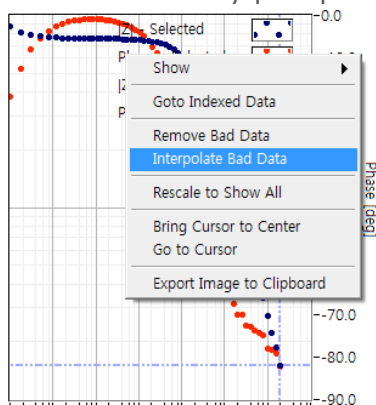 -0.0
|Z| Selected
Show
Goto Indexed Data
Remove Bad Data
Interpolate Bad Data
Rescale to Show All
Bring Cursor to Center
Go to Cursor
Export Image to Clipboard
Phase [deg]
-70.0
-80.0
-90.0